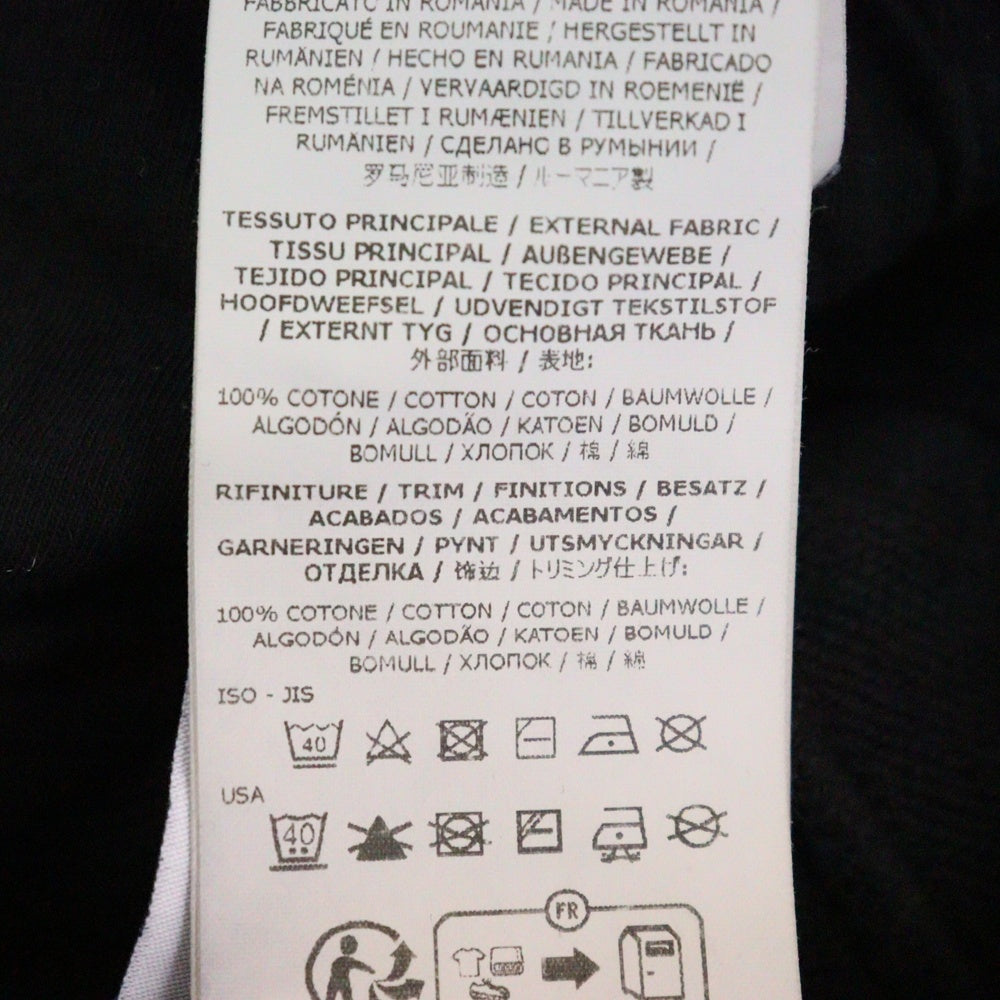 FABBRICATO IN ROMANIA / MADE IN ROMANIA /
FABRIQUÉ EN ROUMANIE / HERGESTELLT IN
RUMÄNIEN / HECHO EN RUMANIA / FABRICADO
NA ROMÉNIA / VERVAARDIGD IN ROEMENIË /
FREMSTILLET I RUMÆNIEN / TILLVERKAD I
RUMÄNIEN / СДЕЛАНО В РУМЫНИИ /
罗马尼亚制造 / ルーマニア製
TESSUTO PRINCIPALE / EXTERNAL FABRIC /
TISSU PRINCIPAL / AUßENGEWEBE /
TEJIDO PRINCIPAL / TECIDO PRINCIPAL /
HOOFDWEEFSEL / UDVENDIGT TEKSTILSTOF
/ EXTERNT TYG / ОСНОВНАЯ ТКАНЬ /
外部面料 / 表地:
100% COTONE / COTTON / COTON / BAUMWOLLE /
ALGODÓN / ALGODÃO / KATOEN / BOMULD /
BOMULL / ХЛОПОК / 棉 / 綿
RIFINITURE / TRIM / FINITIONS / BESATZ /
ACABADOS / ACABAMENTOS /
GARNERINGEN / PYNT / UTSMYCKNINGAR /
ОТДЕЛКА / 饰边 / トリミング仕上げ:
100% COTONE / COTTON / COTON / BAUMWOLLE /
ALGODÓN / ALGODÃO / KATOEN / BOMULD /
BOMULL / ХЛОПОК / 棉 / 綿
ISO - JIS
40
USA
40
FR